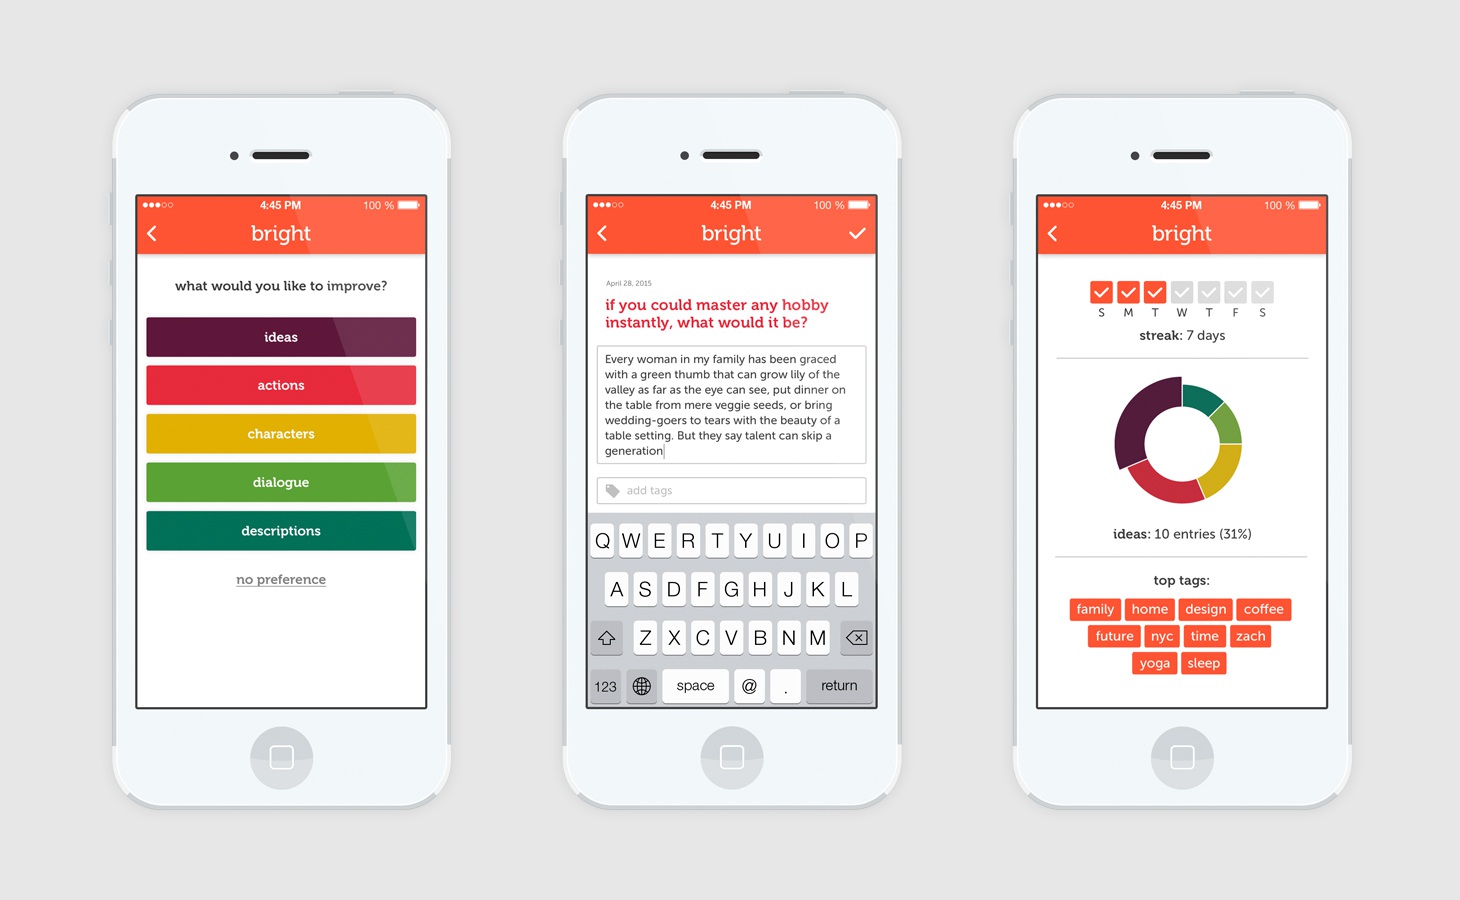 4:45 PM 100 %
bright
what would you like to improve?
ideas
actions
characters
dialogue
descriptions
no preference
4:45 PM 100 %
bright
April 28, 2015
if you could master any hobby
instantly, what would it be?
Every woman in my family has been graced
with a green thumb that can grow lily of the
valley as far as the eye can see, put dinner on
the table from mere veggie seeds, or bring
wedding-goers to tears with the beauty of a
table setting. But they say talent can skip a
generation
add tags
Q W E R T Y U I O P
A S D F G H J K L
Z X C V B N M
123 space @ . return
4:45 PM 100 %
bright
S M T W T F S
streak: 7 days
ideas: 10 entries (31%)
top tags:
family home design coffee
future nyc time zach
yoga sleep